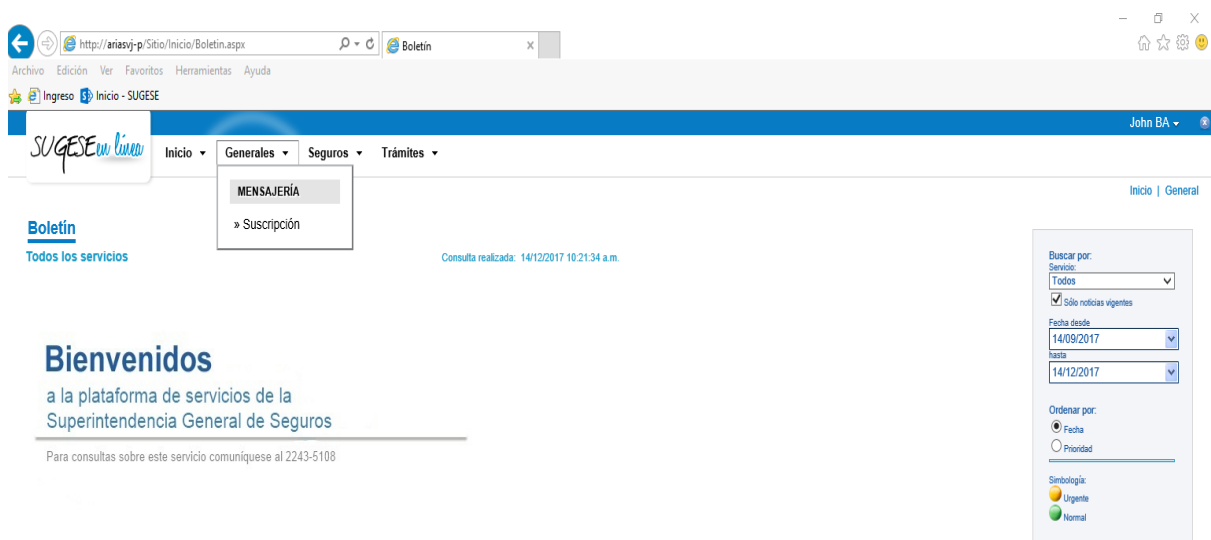 http://ariasvj-p/Sitio/Inicio/Boletin.aspx
Boletín
Archivo Edición Ver Favoritos Herramientas Ayuda
Ingreso Inicio - SUGESE
John BA
SUGESE en línea
Inicio Generales Seguros Trámites
MENSAJERÍA
» Suscripción
Inicio | General
Boletín
Todos los servicios
Consulta realizada: 14/12/2017 10:21:34 a.m.
Bienvenidos
a la plataforma de servicios de la
Superintendencia General de Seguros
Para consultas sobre este servicio comuníquese al 2243-5108
Buscar por:
Servicio:
Todos
Sólo noticias vigentes
Fecha desde
14/09/2017
hasta
14/12/2017
Ordenar por:
Fecha
Prioridad
Simbología:
Urgente
Normal